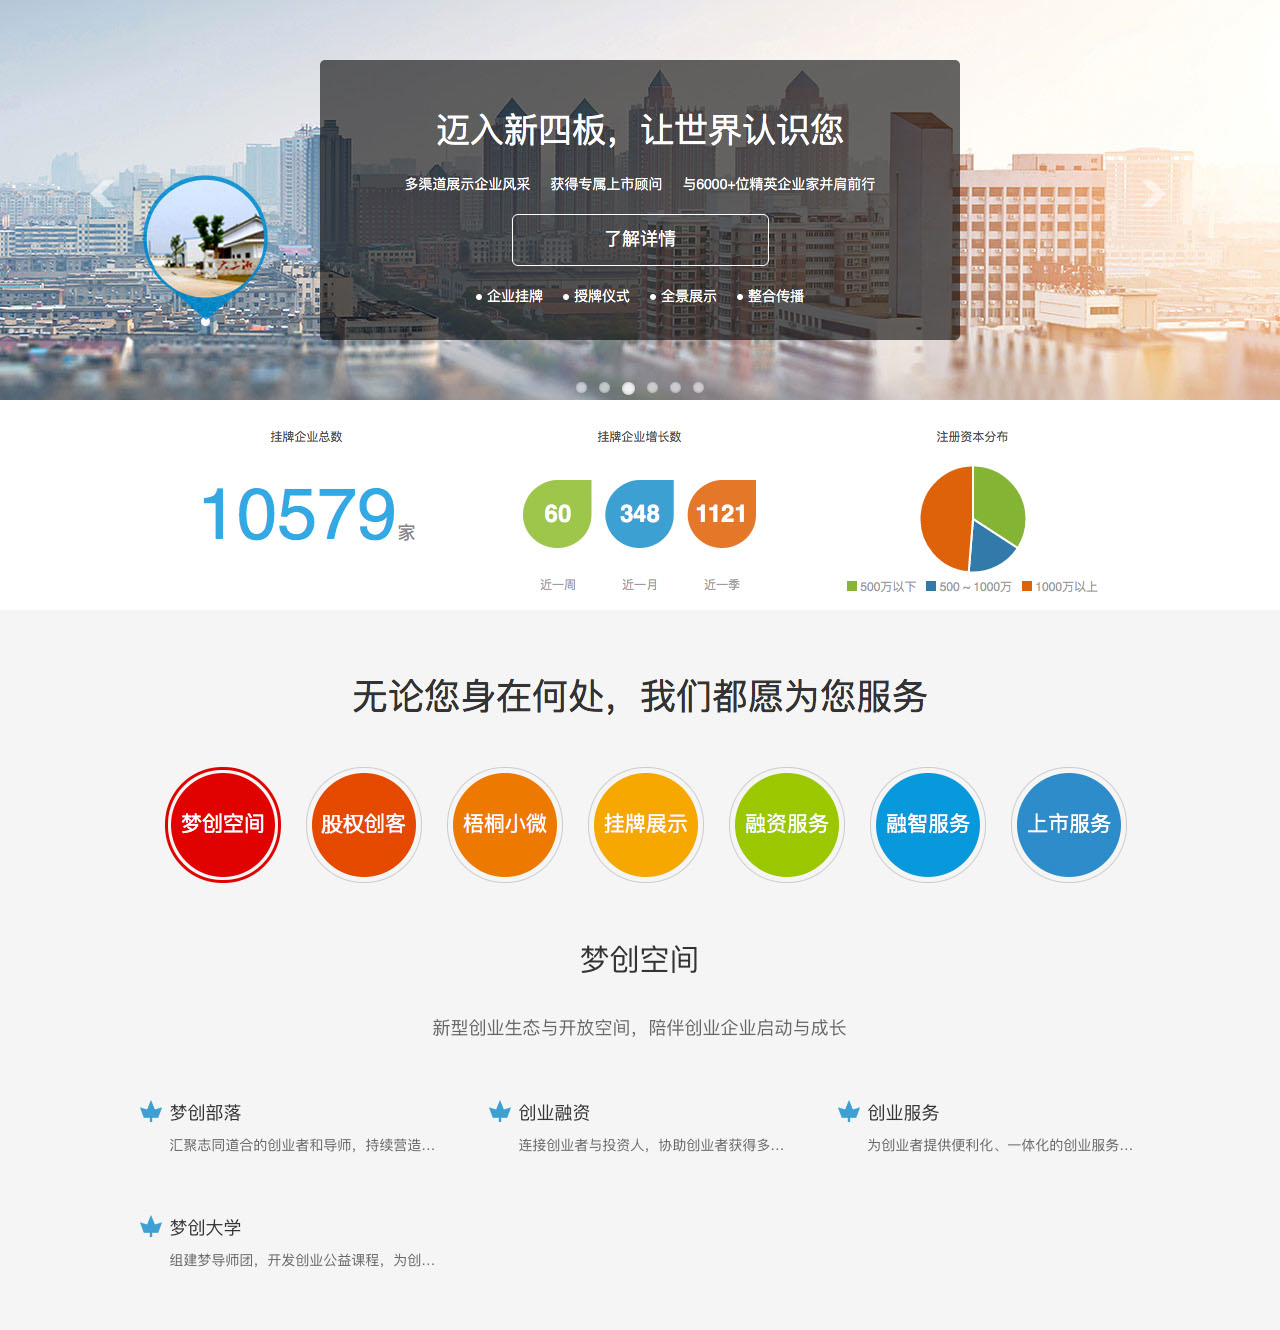 迈入新四板，让世界认识您
多渠道展示企业风采 获得专属上市顾问 与6000+位精英企业家并肩前行
了解详情
企业挂牌 授牌仪式 全景展示 整合传播
挂牌企业总数 挂牌企业增长数 注册资本分布
10579家
60 348 1121
近一周 近一月 近一季
500万以下 500～1000万 1000万以上
无论您身在何处，我们都愿为您服务
梦创空间 股权创客 梧桐小微 挂牌展示 融资服务 融智服务 上市服务
梦创空间
新型创业生态与开放空间，陪伴创业企业启动与成长
梦创部落
汇聚志同道合的创业者和导师，持续营造...
创业融资
连接创业者与投资人，协助创业者获得多...
创业服务
为创业者提供便利化、一体化的创业服务...
梦创大学
组建梦导师团，开发创业公益课程，为创...